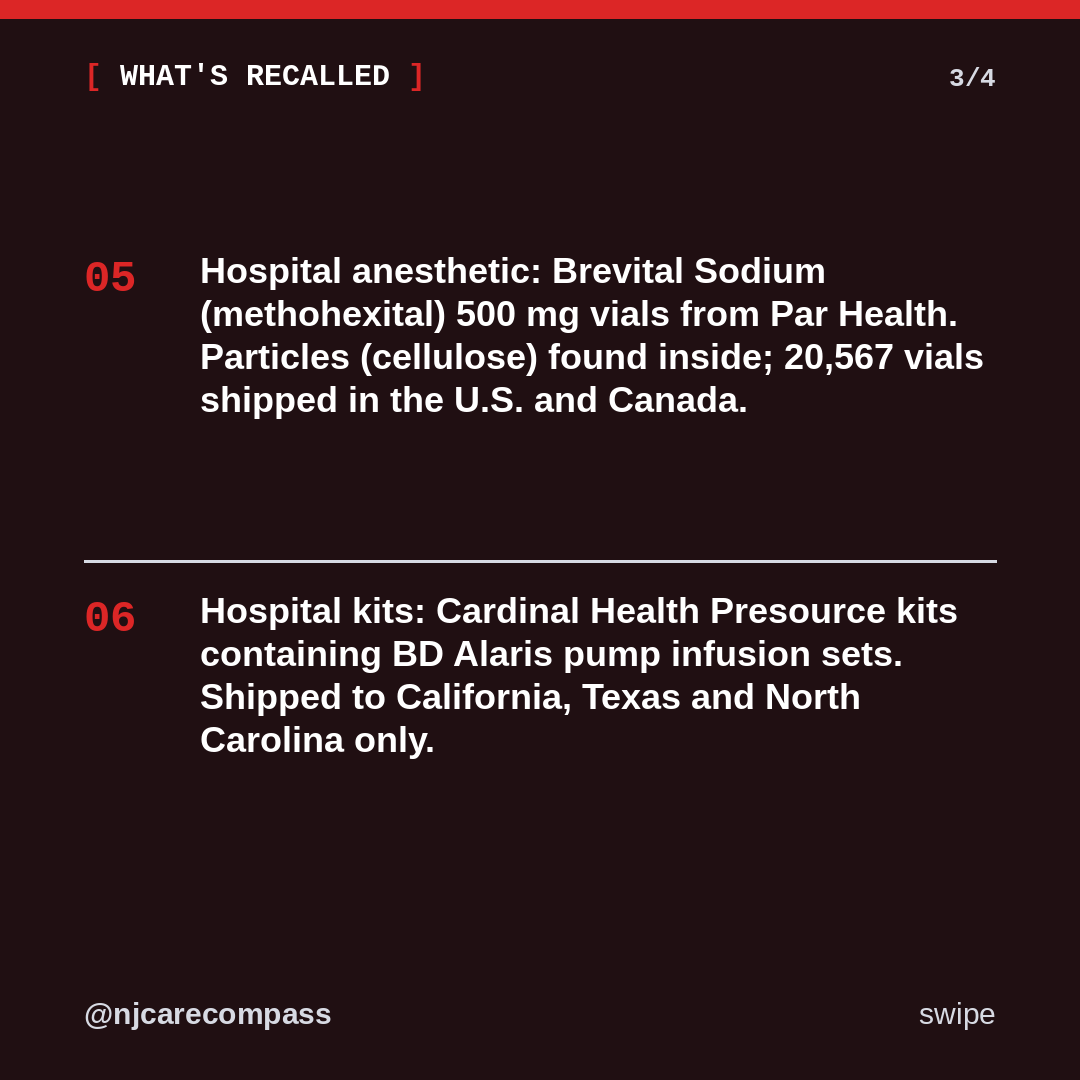 [ WHAT'S RECALLED ]
3/4
05
Hospital anesthetic: Brevital Sodium
(methohexital) 500 mg vials from Par Health.
Particles (cellulose) found inside; 20,567 vials
shipped in the U.S. and Canada.
06
Hospital kits: Cardinal Health Presource kits
containing BD Alaris pump infusion sets.
Shipped to California, Texas and North
Carolina only.
@njcarecompass
swipe